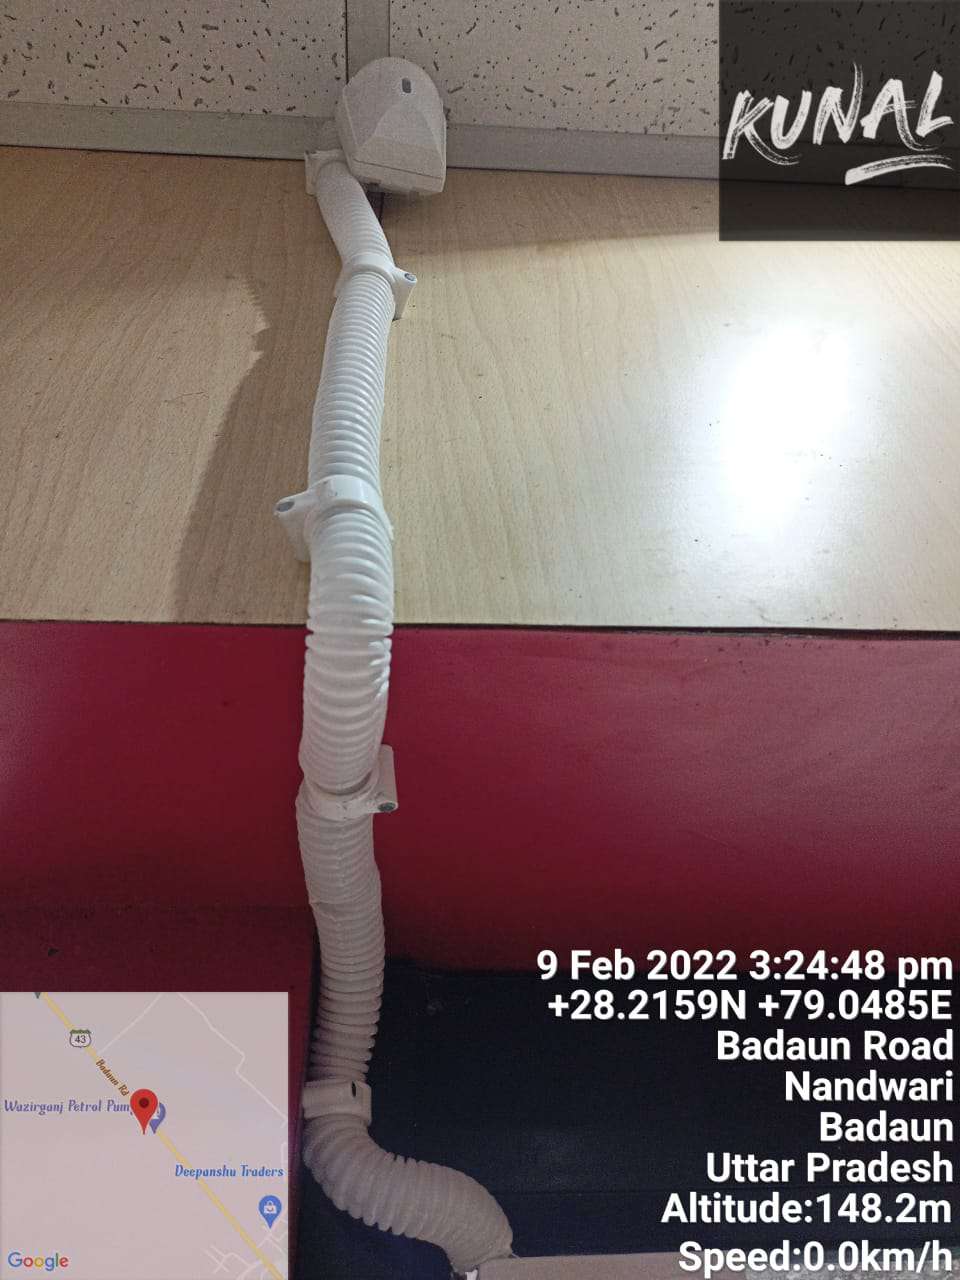 KUNAL
9 Feb 2022 3:24:48 pm
+28.2159N +79.0485E
Badaun Road
Nandwari
Badaun
Uttar Pradesh
Altitude:148.2m
Speed:0.0km/h
43
Badaun Rd
Wazirganj Petrol Pum
Deepanshu Traders
Google